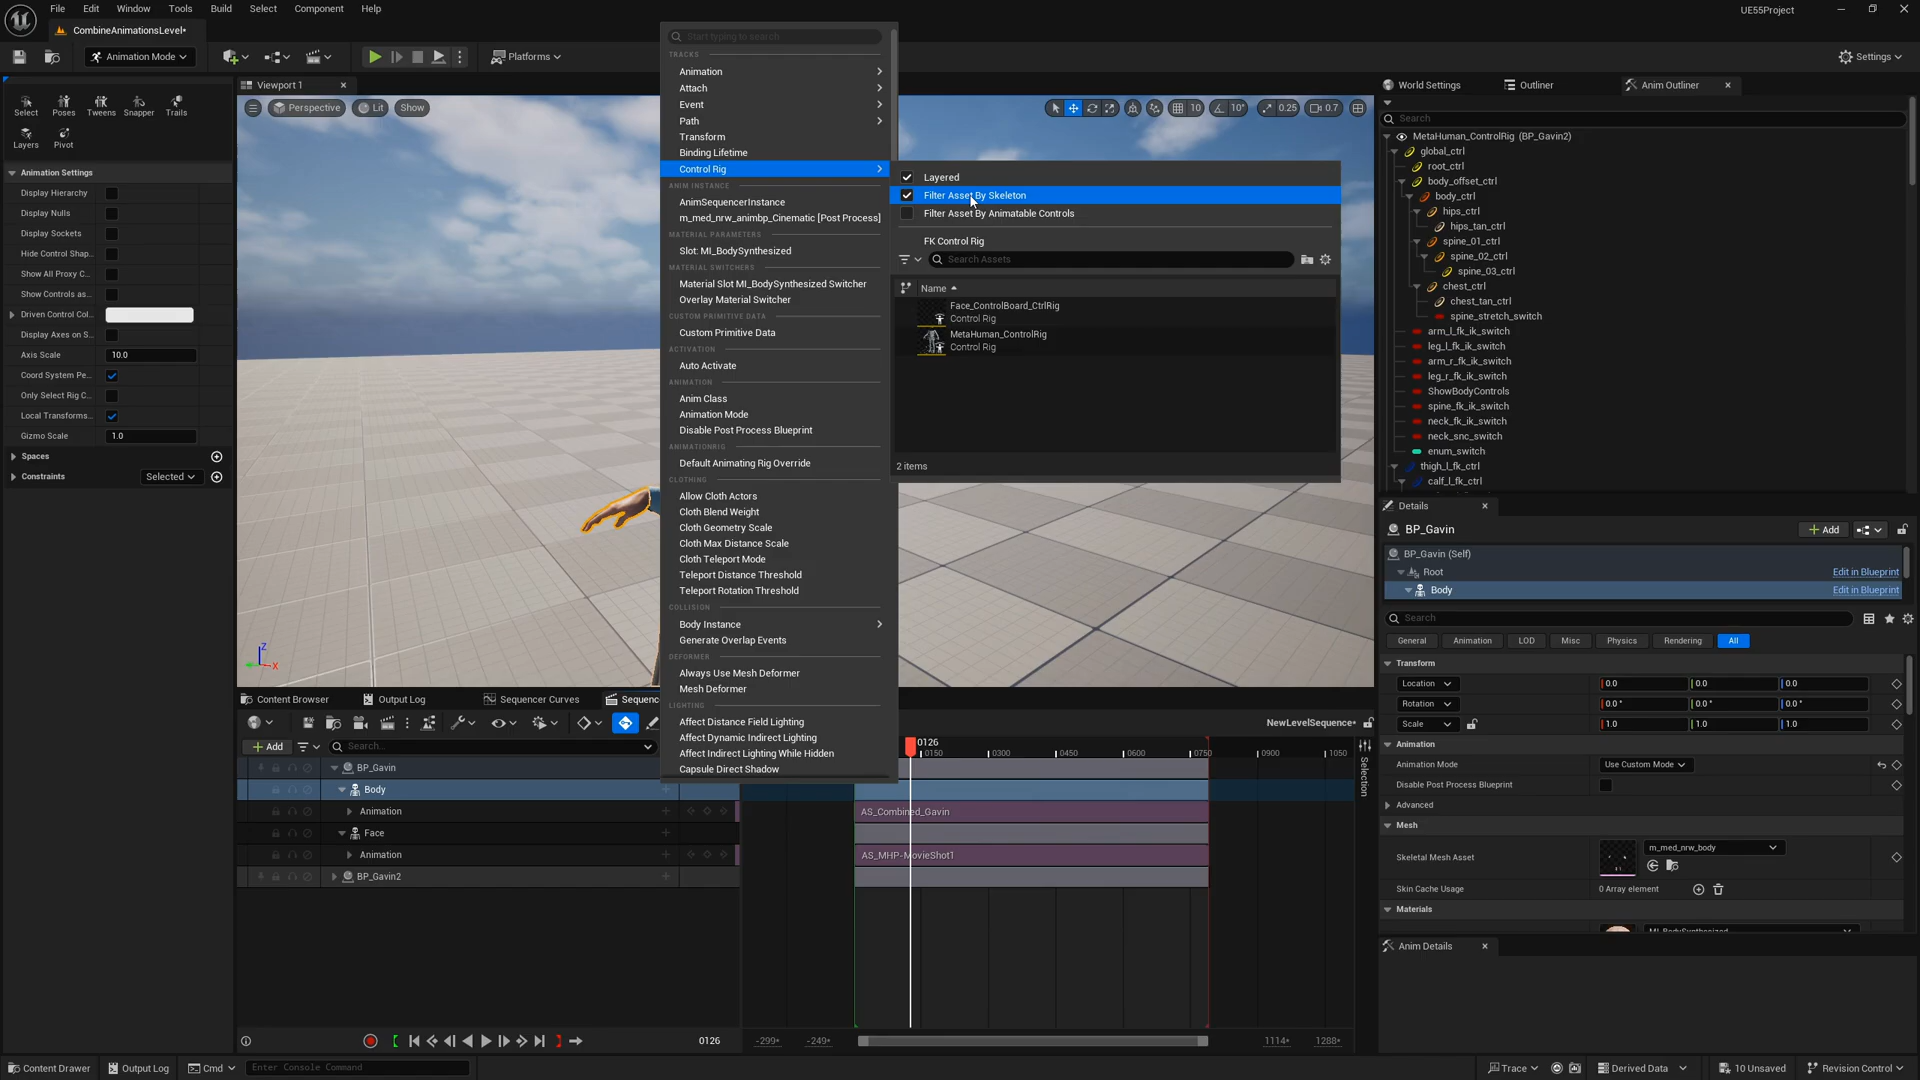 File Edit Window Tools Build Select Component Help
UE55Project
CombineAnimationsLevel*
Animation Mode
Platforms
Settings
Select Poses Tweens Snapper Trails
Layers Pivot
Animation Settings
Display Hierarchy
Display Nulls
Display Sockets
Hide Control Shap...
Show All Proxy C...
Show Controls as...
Driven Control Col...
Display Axes on S...
Axis Scale 10.0
Coord System Pe...
Only Select Rig C...
Local Transforms...
Gizmo Scale 1.0
Spaces
Constraints Selected
Viewport 1
Perspective Lit Show
10 10° 0.25 0.7
Z
X
Start typing to search
TRACKS
Animation
Attach
Event
Path
Transform
Binding Lifetime
Control Rig
ANIM INSTANCE
AnimSequencerInstance
m_med_nrw_animbp_Cinematic [Post Process]
MATERIAL PARAMETERS
Slot: MI_BodySynthesized
MATERIAL SWITCHERS
Material Slot MI_BodySynthesized Switcher
Overlay Material Switcher
CUSTOM PRIMITIVE DATA
Custom Primitive Data
ACTIVATION
Auto Activate
ANIMATION
Anim Class
Animation Mode
Disable Post Process Blueprint
ANIMATIONRIG
Default Animating Rig Override
CLOTHING
Allow Cloth Actors
Cloth Blend Weight
Cloth Geometry Scale
Cloth Max Distance Scale
Cloth Teleport Mode
Teleport Distance Threshold
Teleport Rotation Threshold
COLLISION
Body Instance
Generate Overlap Events
DEFORMER
Always Use Mesh Deformer
Mesh Deformer
LIGHTING
Affect Distance Field Lighting
Affect Dynamic Indirect Lighting
Affect Indirect Lighting While Hidden
Capsule Direct Shadow
Layered
Filter Asset By Skeleton
Filter Asset By Animatable Controls
FK Control Rig
Search Assets
Name
Face_ControlBoard_CtrlRig
Control Rig
MetaHuman_ControlRig
Control Rig
2 items
World Settings Outliner Anim Outliner
Search
MetaHuman_ControlRig (BP_Gavin2)
global_ctrl
root_ctrl
body_offset_ctrl
body_ctrl
hips_ctrl
hips_tan_ctrl
spine_01_ctrl
spine_02_ctrl
spine_03_ctrl
chest_ctrl
chest_tan_ctrl
spine_stretch_switch
arm_l_fk_ik_switch
leg_l_fk_ik_switch
arm_r_fk_ik_switch
leg_r_fk_ik_switch
ShowBodyControls
spine_fk_ik_switch
neck_fk_ik_switch
neck_snc_switch
enum_switch
thigh_l_fk_ctrl
calf_l_fk_ctrl
Details
BP_Gavin
Add
BP_Gavin (Self)
Root Edit in Blueprint
Body Edit in Blueprint
Search
General Animation LOD Misc Physics Rendering All
Transform
Location 0.0 0.0 0.0
Rotation 0.0° 0.0° 0.0°
Scale 1.0 1.0 1.0
Animation
Animation Mode Use Custom Mode
Disable Post Process Blueprint
Advanced
Mesh
Skeletal Mesh Asset m_med_nrw_body
Skin Cache Usage 0 Array element
Materials
MI_BodySynthesized
Anim Details
Content Browser Output Log Sequencer Curves Sequenc
NewLevelSequence*
Add Search...
0126
0150 0300 0450 0600 0750 0900 1050
BP_Gavin
Body
Animation
Face
Animation
BP_Gavin2
AS_Combined_Gavin
AS_MHP-MovieShot1
Selection
0126 -299+ -249+ 1114+ 1288+
Content Drawer Output Log Cmd Enter Console Command
Trace Derived Data 10 Unsaved Revision Control